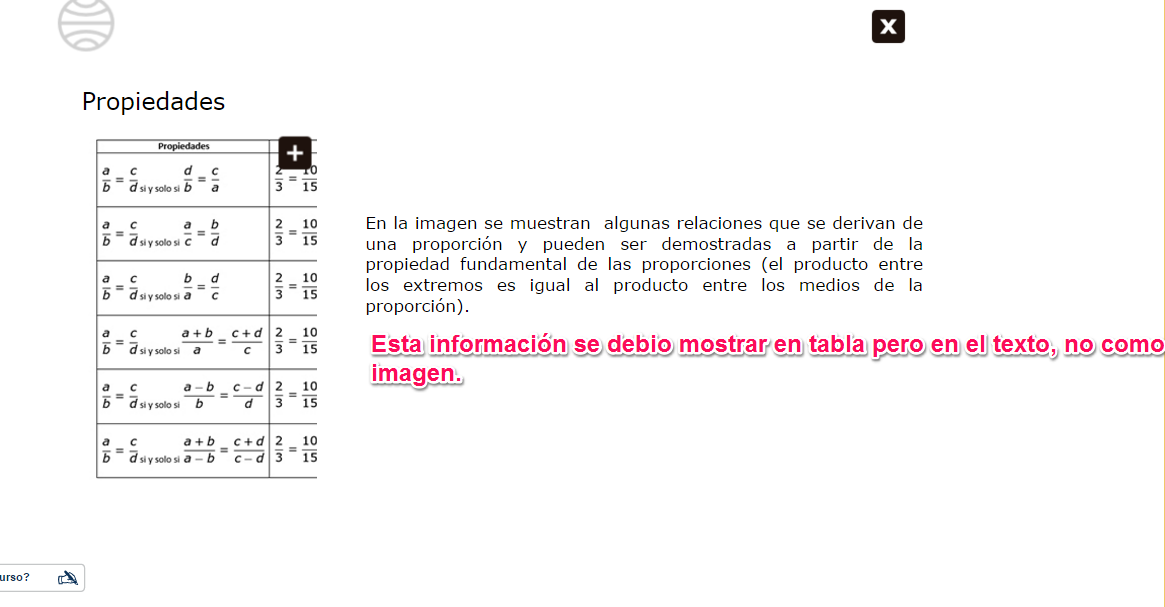 X
Propiedades
Propiedades
+
a/b = c/d si y solo si d/b = c/a 2/3 = 10/15
a/b = c/d si y solo si a/c = b/d 2/3 = 10/15
a/b = c/d si y solo si b/a = d/c 2/3 = 10/15
a/b = c/d si y solo si a + b/a = c + d/c 2/3 = 10/15
a/b = c/d si y solo si a − b/b = c − d/d 2/3 = 10/15
a/b = c/d si y solo si a + b/a − b = c + d/c − d 2/3 = 10/15
En la imagen se muestran algunas relaciones que se derivan de
una proporción y pueden ser demostradas a partir de la
propiedad fundamental de las proporciones (el producto entre
los extremos es igual al producto entre los medios de la
proporción).
Esta información se debio mostrar en tabla pero en el texto, no como
imagen.
urso?